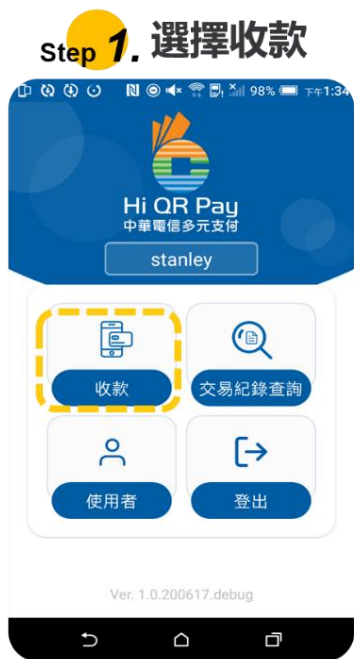 Step 1. 選擇收款
98% 下午1:34
Hi QR Pay
中華電信多元支付
stanley
收款
交易紀錄查詢
使用者
登出
Ver. 1.0.200617.debug